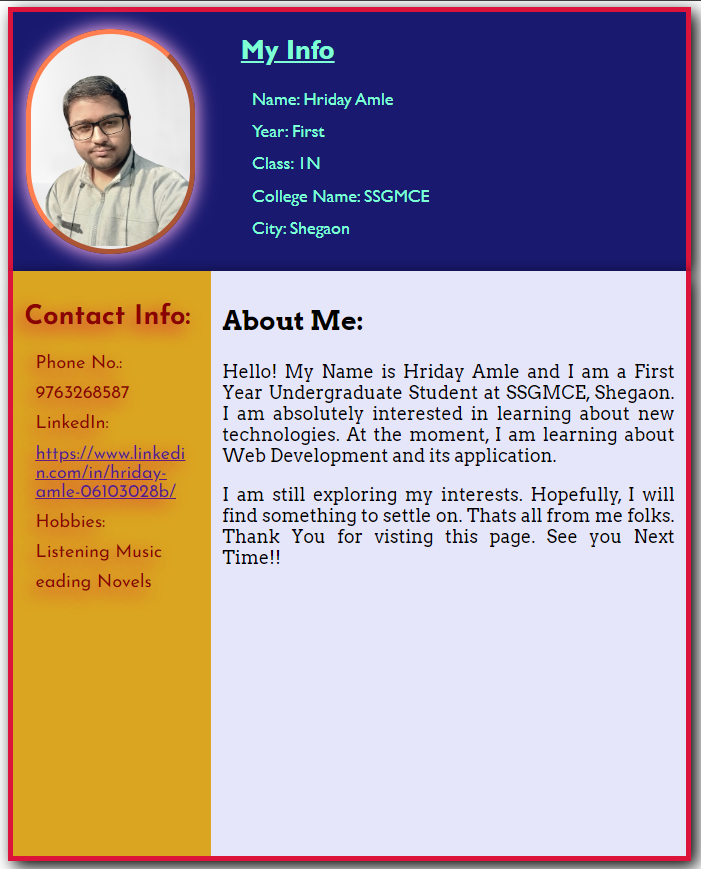 My Info
Name: Hriday Amle
Year: First
Class: 1N
College Name: SSGMCE
City: Shegaon
Contact Info:
Phone No.:
9763268587
LinkedIn:
https://www.linkedi
n.com/in/hriday-
amle-06103028b/
Hobbies:
Listening Music
eading Novels
About Me:
Hello! My Name is Hriday Amle and I am a First
Year Undergraduate Student at SSGMCE, Shegaon.
I am absolutely interested in learning about new
technologies. At the moment, I am learning about
Web Development and its application.
I am still exploring my interests. Hopefully, I will
find something to settle on. Thats all from me folks.
Thank You for visting this page. See you Next
Time!!